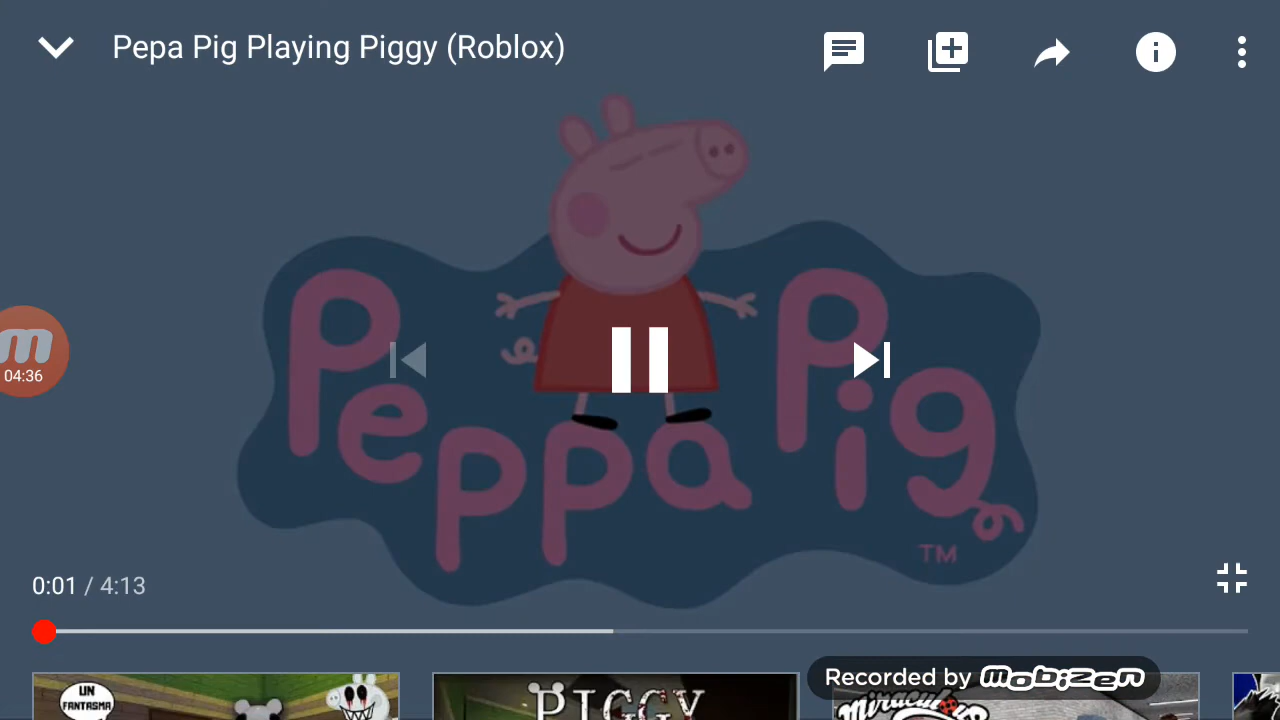 Pepa Pig Playing Piggy (Roblox)
Peppa Pig
TM
m
04:36
0:01 / 4:13
Recorded by mobizen
UN
FANTASMA
PIGGY
Miraculous